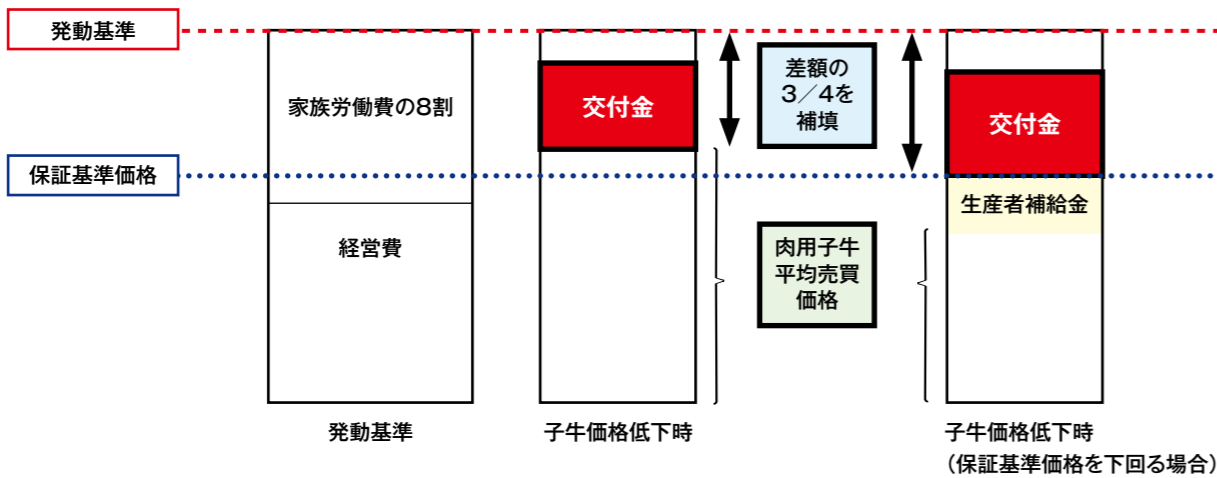 発動基準
保証基準価格
家族労働費の8割
経営費
発動基準
交付金
子牛価格低下時
差額の
3/4を
補填
肉用子牛
平均売買
価格
交付金
生産者補給金
子牛価格低下時
(保証基準価格を下回る場合)